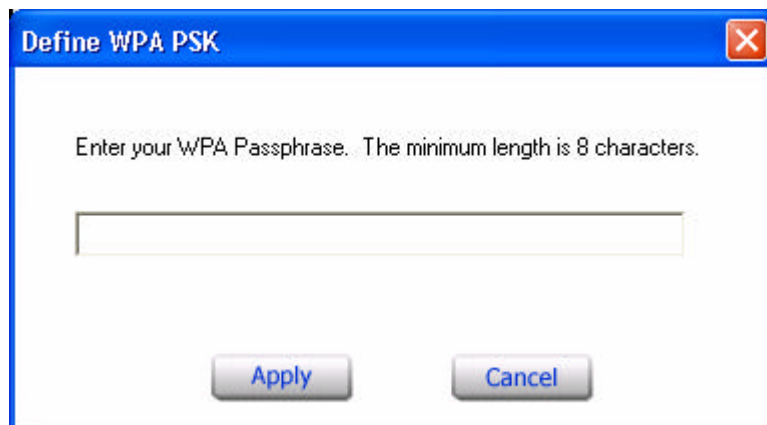 Define WPA PSK
Enter your WPA Passphrase. The minimum length is 8 characters.
Apply
Cancel